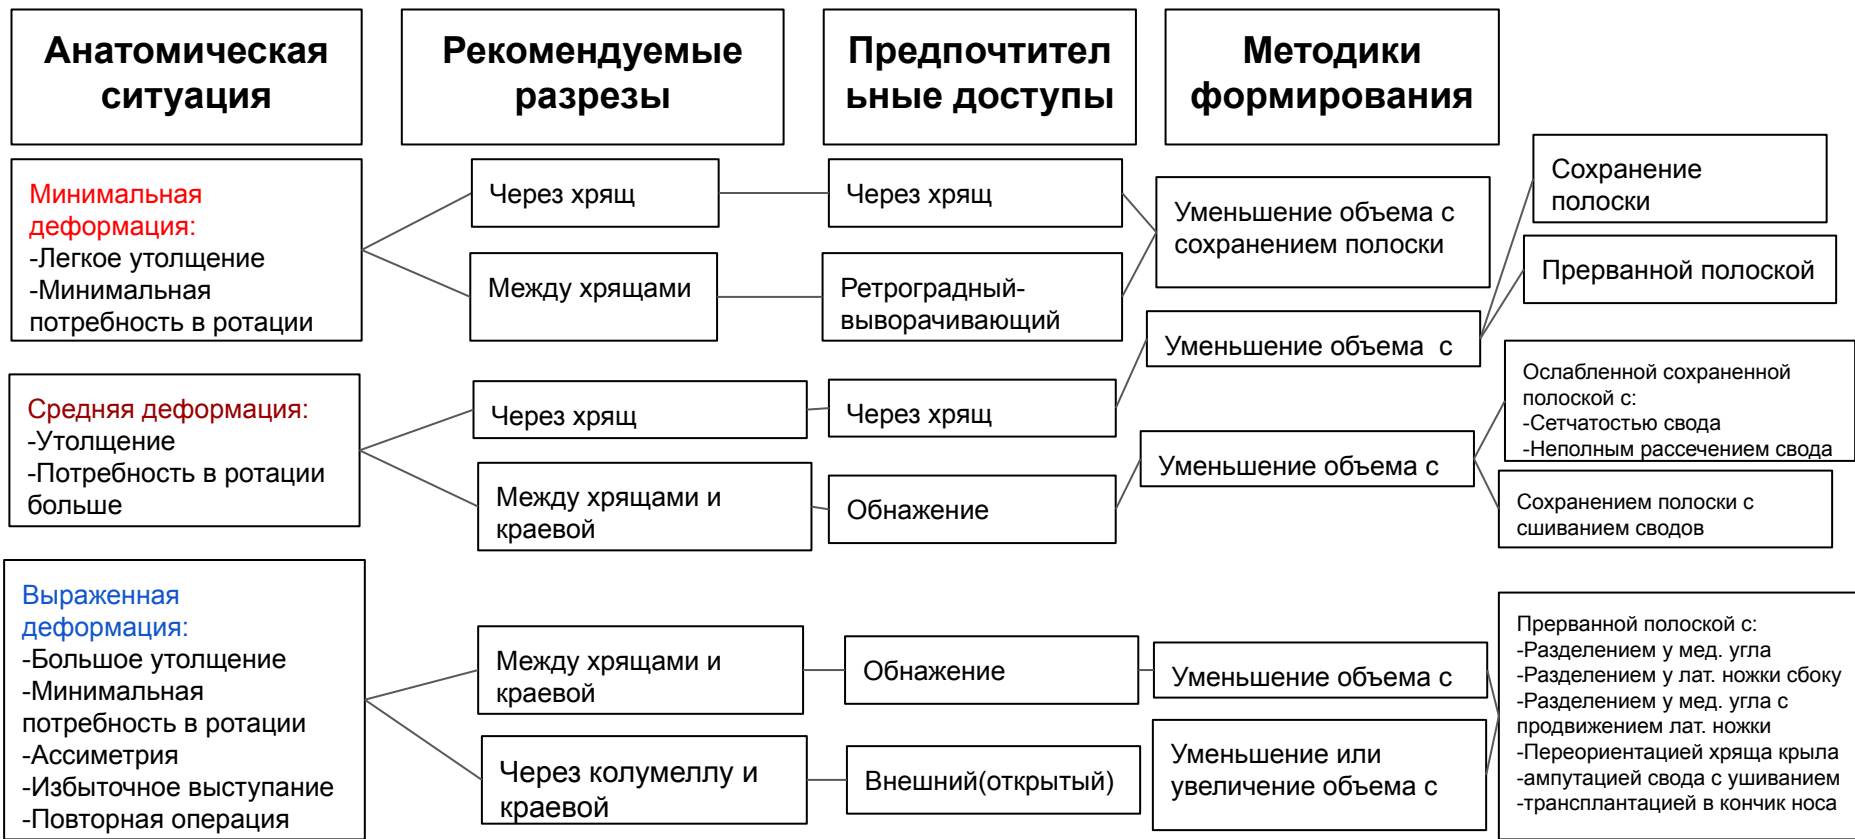 Анатомическая
ситуация
Рекомендуемые
разрезы
Предпочтител
ьные доступы
Методики
формирования
Минимальная
деформация:
-Легкое утолщение
-Минимальная
потребность в ротации
Через хрящ
Через хрящ
Между хрящами
Ретроградный-
выворачивающий
Уменьшение объема с
сохранением полоски
Сохранение
полоски
Прерванной полоской
Средняя деформация:
-Утолщение
-Потребность в ротации
больше
Через хрящ
Через хрящ
Уменьшение объема  с
Между хрящами и
краевой
Обнажение
Уменьшение объема с
Ослабленной сохраненной
полоской с:
-Сетчатостью свода
-Неполным рассечением свода
Сохранением полоски с
сшиванием сводов
Выраженная
деформация:
-Большое утолщение
-Минимальная
потребность в ротации
-Ассиметрия
-Избыточное выступание
-Повторная операция
Между хрящами и
краевой
Обнажение
Уменьшение объема с
Через колумеллу и
краевой
Внешний(открытый)
Уменьшение или
увеличение объема с
Прерванной полоской с:
-Разделением у мед. угла
-Разделением у лат. ножки сбоку
-Разделением у мед. угла с
продвижением лат. ножки
-Переориентацией хряща крыла
-ампутацией свода с ушиванием
-трансплантацией в кончик носа